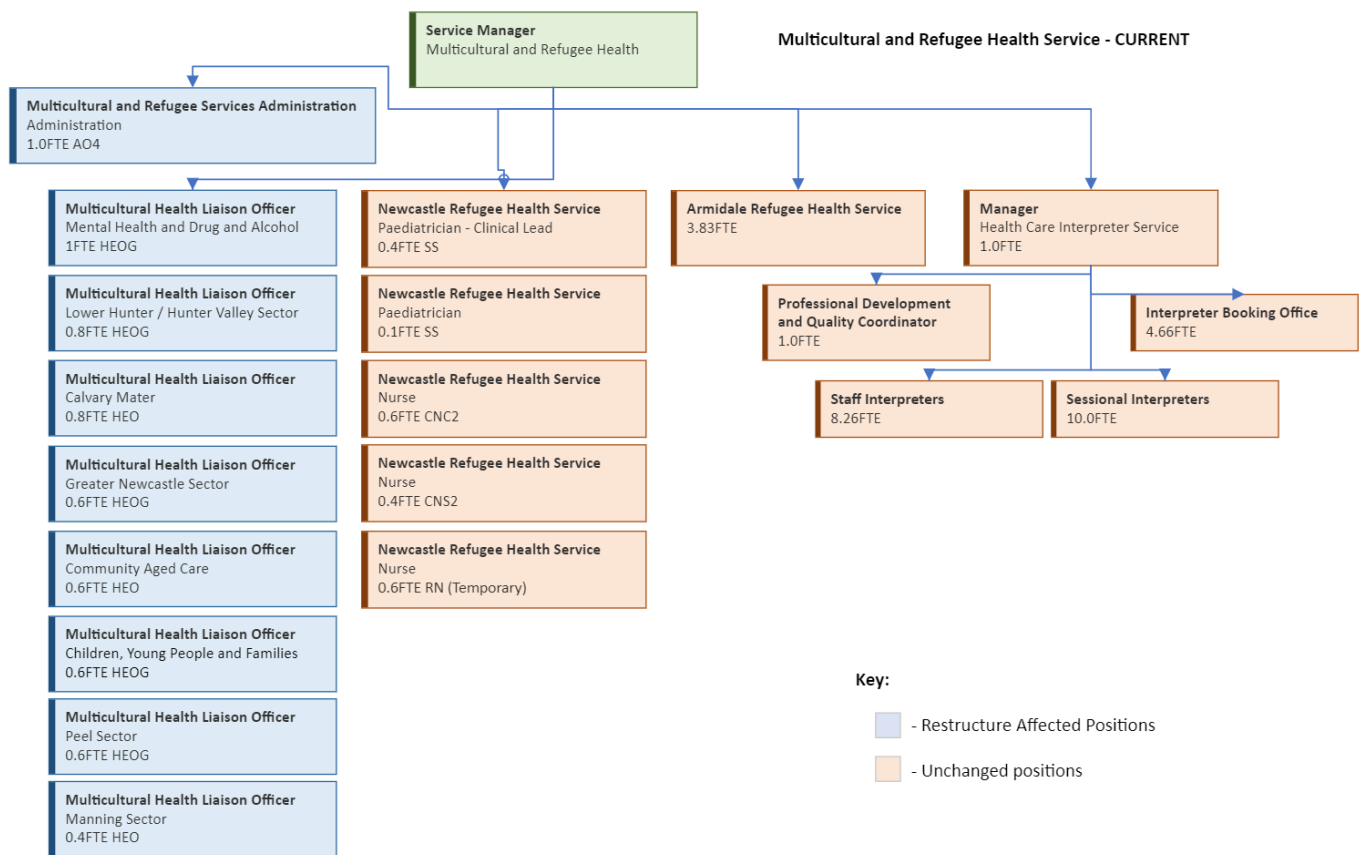 Service Manager
Multicultural and Refugee Health
Multicultural and Refugee Health Service - CURRENT
Multicultural and Refugee Services Administration
Administration
1.0FTE AO4
Multicultural Health Liaison Officer
Mental Health and Drug and Alcohol
1FTE HEOG
Multicultural Health Liaison Officer
Lower Hunter / Hunter Valley Sector
0.8FTE HEOG
Multicultural Health Liaison Officer
Calvary Mater
0.8FTE HEO
Multicultural Health Liaison Officer
Greater Newcastle Sector
0.6FTE HEOG
Multicultural Health Liaison Officer
Community Aged Care
0.6FTE HEO
Multicultural Health Liaison Officer
Children, Young People and Families
0.6FTE HEOG
Multicultural Health Liaison Officer
Peel Sector
0.6FTE HEOG
Multicultural Health Liaison Officer
Manning Sector
0.4FTE HEO
Newcastle Refugee Health Service
Paediatrician - Clinical Lead
0.4FTE SS
Newcastle Refugee Health Service
Paediatrician
0.1FTE SS
Newcastle Refugee Health Service
Nurse
0.6FTE CNC2
Newcastle Refugee Health Service
Nurse
0.4FTE CNS2
Newcastle Refugee Health Service
Nurse
0.6FTE RN (Temporary)
Armidale Refugee Health Service
3.83FTE
Manager
Health Care Interpreter Service
1.0FTE
Professional Development
and Quality Coordinator
1.0FTE
Interpreter Booking Office
4.66FTE
Staff Interpreters
8.26FTE
Sessional Interpreters
10.0FTE
Key:
- Restructure Affected Positions
- Unchanged positions